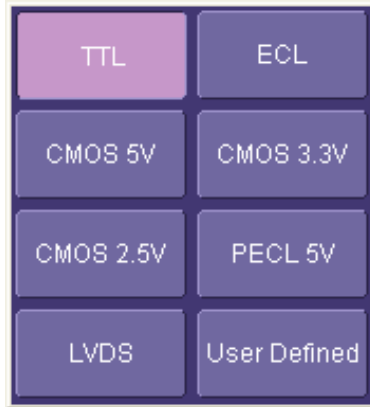 TTL
ECL
CMOS 5V
CMOS 3.3V
CMOS 2.5V
PECL 5V
LVDS
User Defined